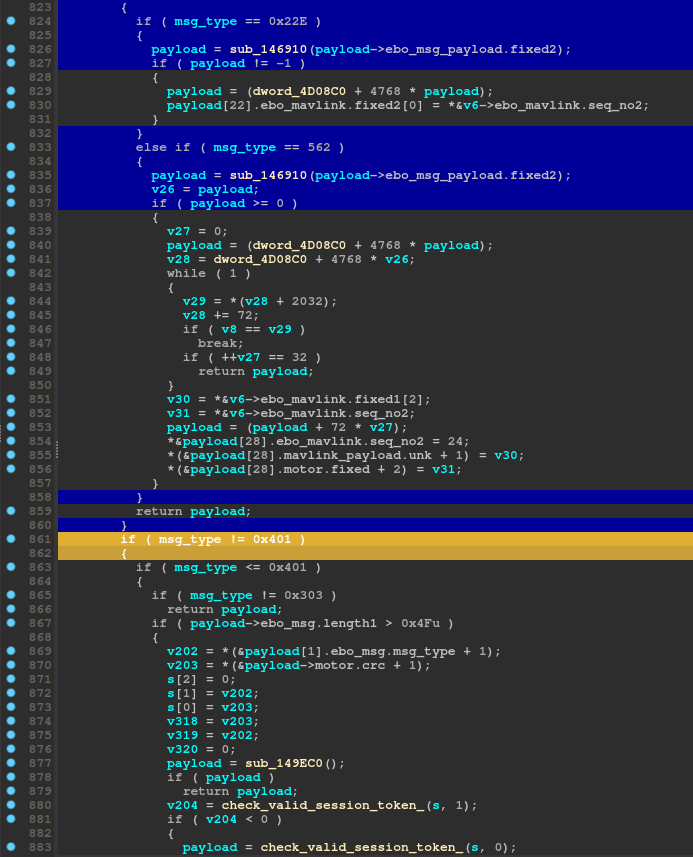 823 {
824 if ( msg_type == 0x22E )
825 {
826 payload = sub_146910(payload->ebo_msg_payload.fixed2);
827 if ( payload != -1 )
828 {
829 payload = (dword_4D08C0 + 4768 * payload);
830 payload[22].ebo_mavlink.fixed2[0] = *&v6->ebo_mavlink.seq_no2;
831 }
832 }
833 else if ( msg_type == 562 )
834 {
835 payload = sub_146910(payload->ebo_msg_payload.fixed2);
836 v26 = payload;
837 if ( payload >= 0 )
838 {
839 v27 = 0;
840 payload = (dword_4D08C0 + 4768 * payload);
841 v28 = dword_4D08C0 + 4768 * v26;
842 while ( 1 )
843 {
844 v29 = *(v28 + 2032);
845 v28 += 72;
846 if ( v8 == v29 )
847 break;
848 if ( ++v27 == 32 )
849 return payload;
850 }
851 v30 = *&v6->ebo_mavlink.fixed1[2];
852 v31 = *&v6->ebo_mavlink.seq_no2;
853 payload = (payload + 72 * v27);
854 *&payload[28].ebo_mavlink.seq_no2 = 24;
855 *(&payload[28].mavlink_payload.unk + 1) = v30;
856 *(&payload[28].motor.fixed + 2) = v31;
857 }
858 }
859 return payload;
860 }
861 if ( msg_type != 0x401 )
862 {
863 if ( msg_type <= 0x401 )
864 {
865 if ( msg_type != 0x303 )
866 return payload;
867 if ( payload->ebo_msg.length1 > 0x4Fu )
868 {
869 v202 = *(&payload[1].ebo_msg.msg_type + 1);
870 v203 = *(&payload->motor.crc + 1);
871 s[2] = 0;
872 s[1] = v202;
873 s[0] = v203;
874 v318 = v203;
875 v319 = v202;
876 v320 = 0;
877 payload = sub_149EC0();
878 if ( payload )
879 return payload;
880 v204 = check_valid_session_token_(s, 1);
881 if ( v204 < 0 )
882 {
883 payload = check_valid_session_token_(s, 0);